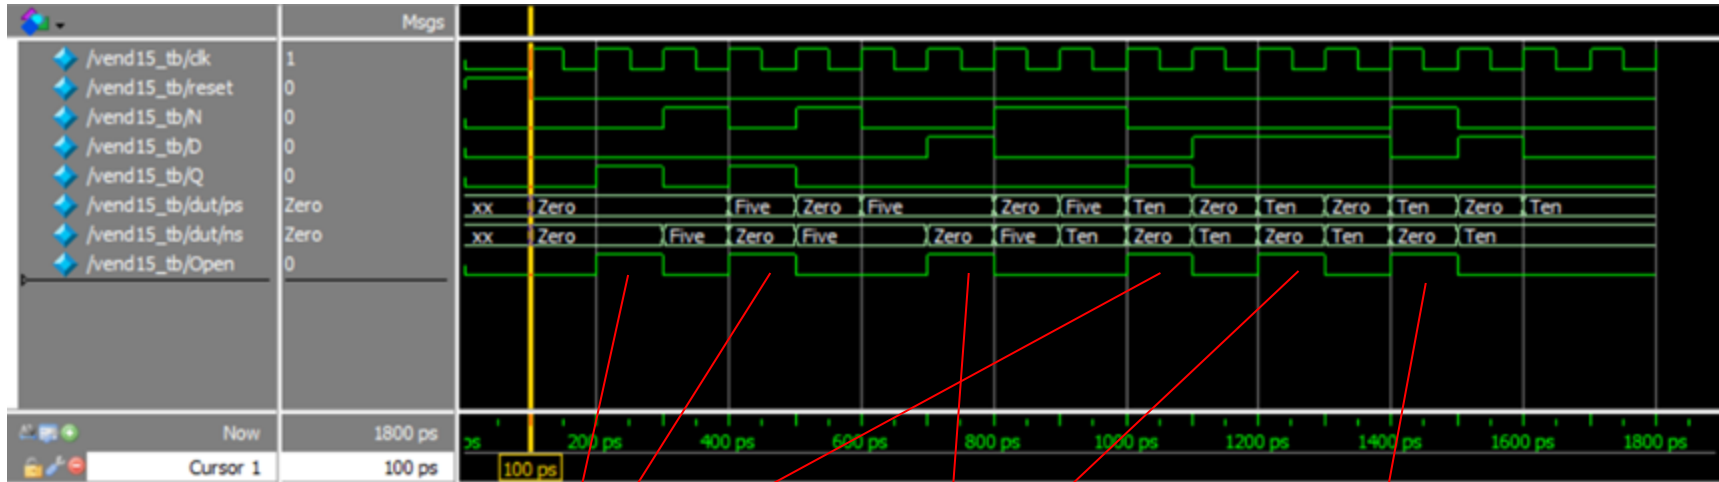 Msgs
/vend15_tb/clk 1
/vend15_tb/reset 0
/vend15_tb/N 0
/vend15_tb/D 0
/vend15_tb/Q 0
/vend15_tb/dut/ps Zero xx Zero Five Zero Five Zero Five Ten Zero Ten Zero Ten Zero Ten
/vend15_tb/dut/ns Zero xx Zero Five Zero Five Zero Five Ten Zero Ten Zero Ten Zero Ten
/vend15_tb/Open 0
Now 1800 ps ps 200 ps 400 ps 600 ps 800 ps 1000 ps 1200 ps 1400 ps 1600 ps 1800 ps
Cursor 1 100 ps 100 ps